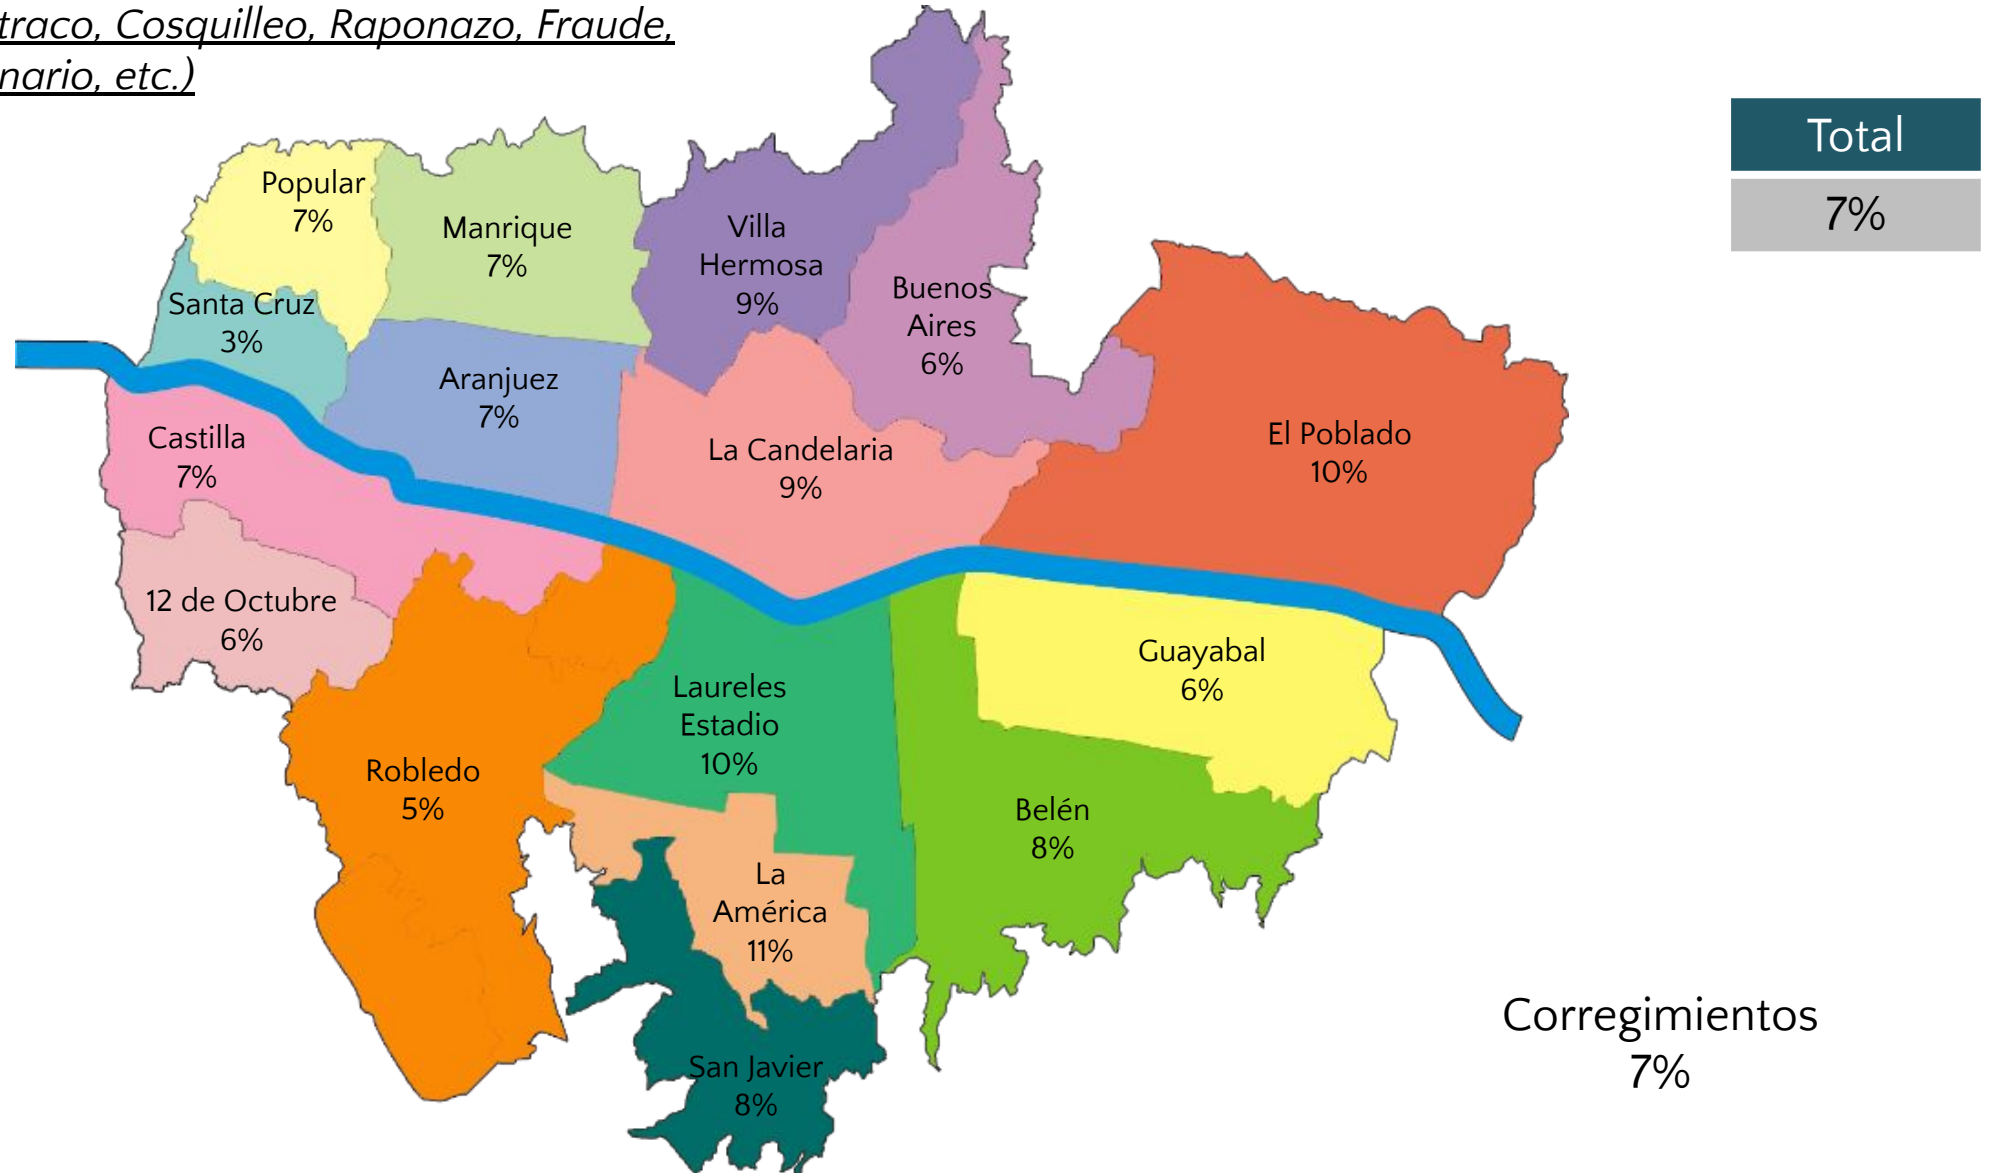 traco, Cosquilleo, Raponazo, Fraude,
nario, etc.)
Total
7%
Popular
7%
Manrique
7%
Villa
Hermosa
9%
Buenos
Aires
6%
Santa Cruz
3%
Aranjuez
7%
Castilla
7%
La Candelaria
9%
El Poblado
10%
12 de Octubre
6%
Guayabal
6%
Laureles
Estadio
10%
Robledo
5%
Belén
8%
La
América
11%
San Javier
8%
Corregimientos
7%